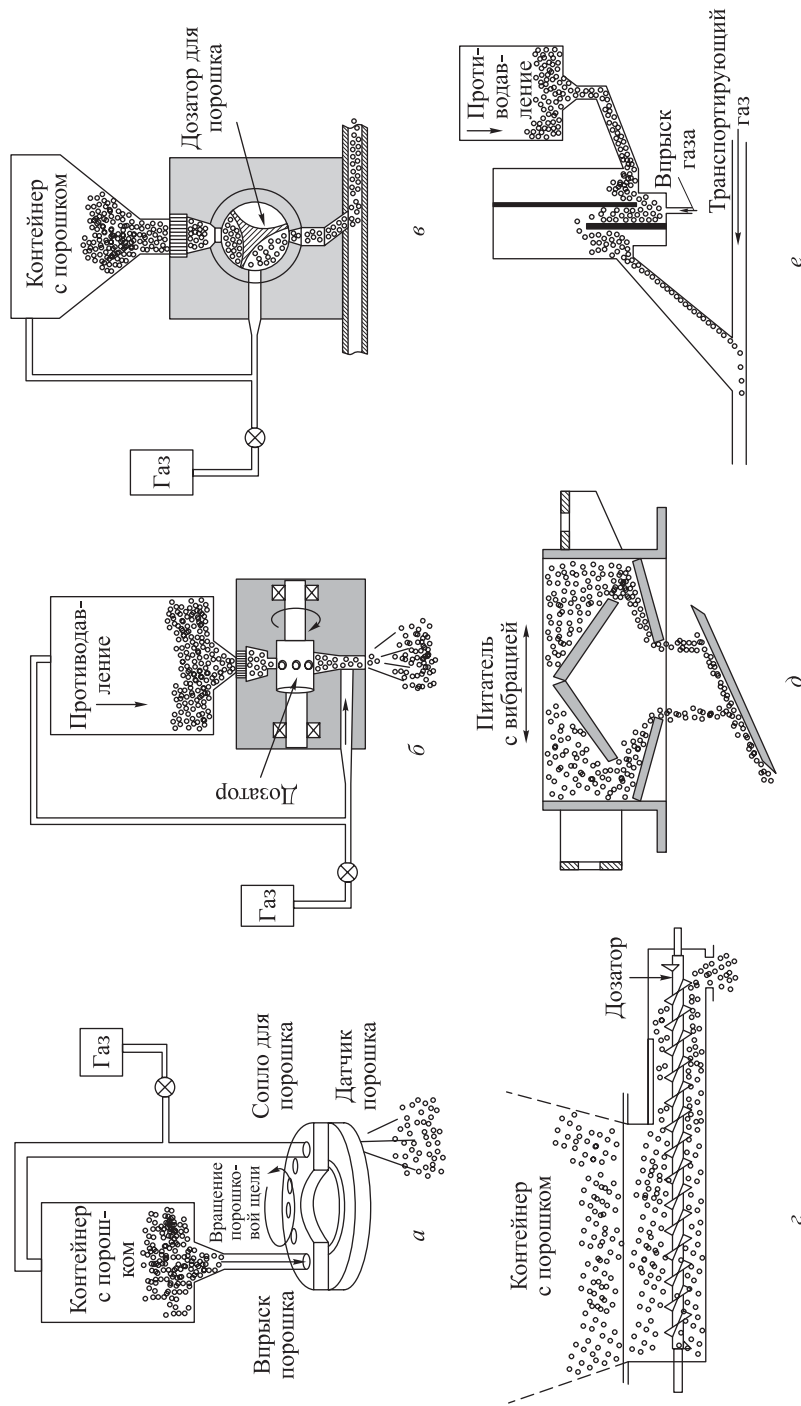 Контейнер
с порош-
ком
Газ
Впрыск
порошка
Вращение
порошко-
вой щели
Сопло для
порошка
Датчик
порошка
а
Противодав-
ление
Газ
Дозатор
б
Контейнер
с порошком
Газ
Дозатор для
порошка
в
Контейнер
с порошком
Дозатор
г
Питатель
с вибрацией
д
Проти-
водав-
ление
Впрыск
газа
Транспортирующий
газ
е